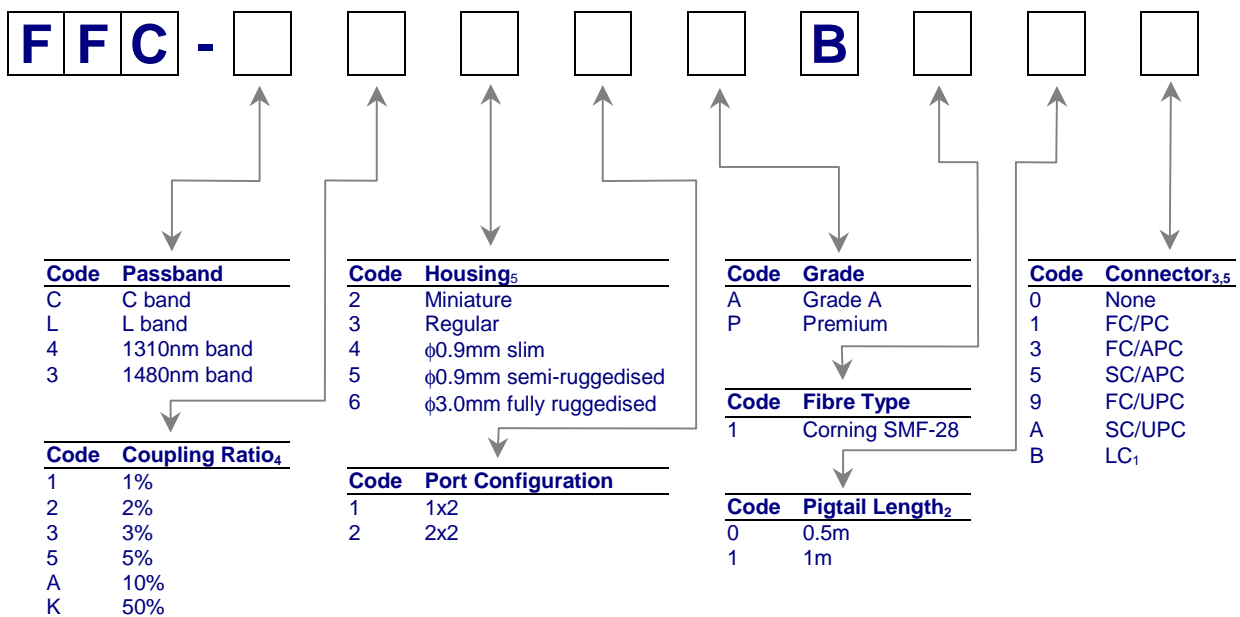 FFC- B
Code Passband
C C band
L L band
4 1310nm band
3 1480nm band
Code Coupling Ratio4
1 1%
2 2%
3 3%
5 5%
A 10%
K 50%
Code Housing5
2 Miniature
3 Regular
4 ϕ0.9mm slim
5 ϕ0.9mm semi-ruggedised
6 ϕ3.0mm fully ruggedised
Code Port Configuration
1 1x2
2 2x2
Code Grade
A Grade A
P Premium
Code Fibre Type
1 Corning SMF-28
Code Pigtail Length2
0 0.5m
1 1m
Code Connector3,5
0 None
1 FC/PC
3 FC/APC
5 SC/APC
9 FC/UPC
A SC/UPC
B LC1